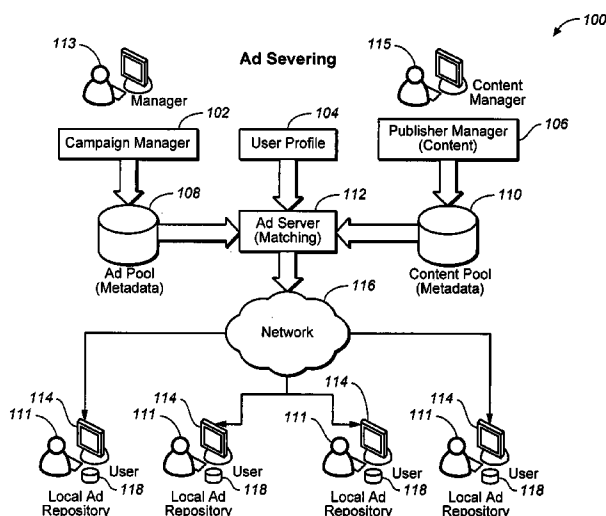 100
113
115
Ad Severing
Manager
Content
Manager
102
104
106
Campaign Manager
User Profile
Publisher Manager
(Content)
108
112
110
Ad Server
(Matching)
Ad Pool
(Metadata)
Content Pool
(Metadata)
116
Network
114
114
114
114
111
111
111
111
User
User
User
User
118
118
118
118
Local Ad
Repository
Local Ad
Repository
Local Ad
Repository
Local Ad
Repository